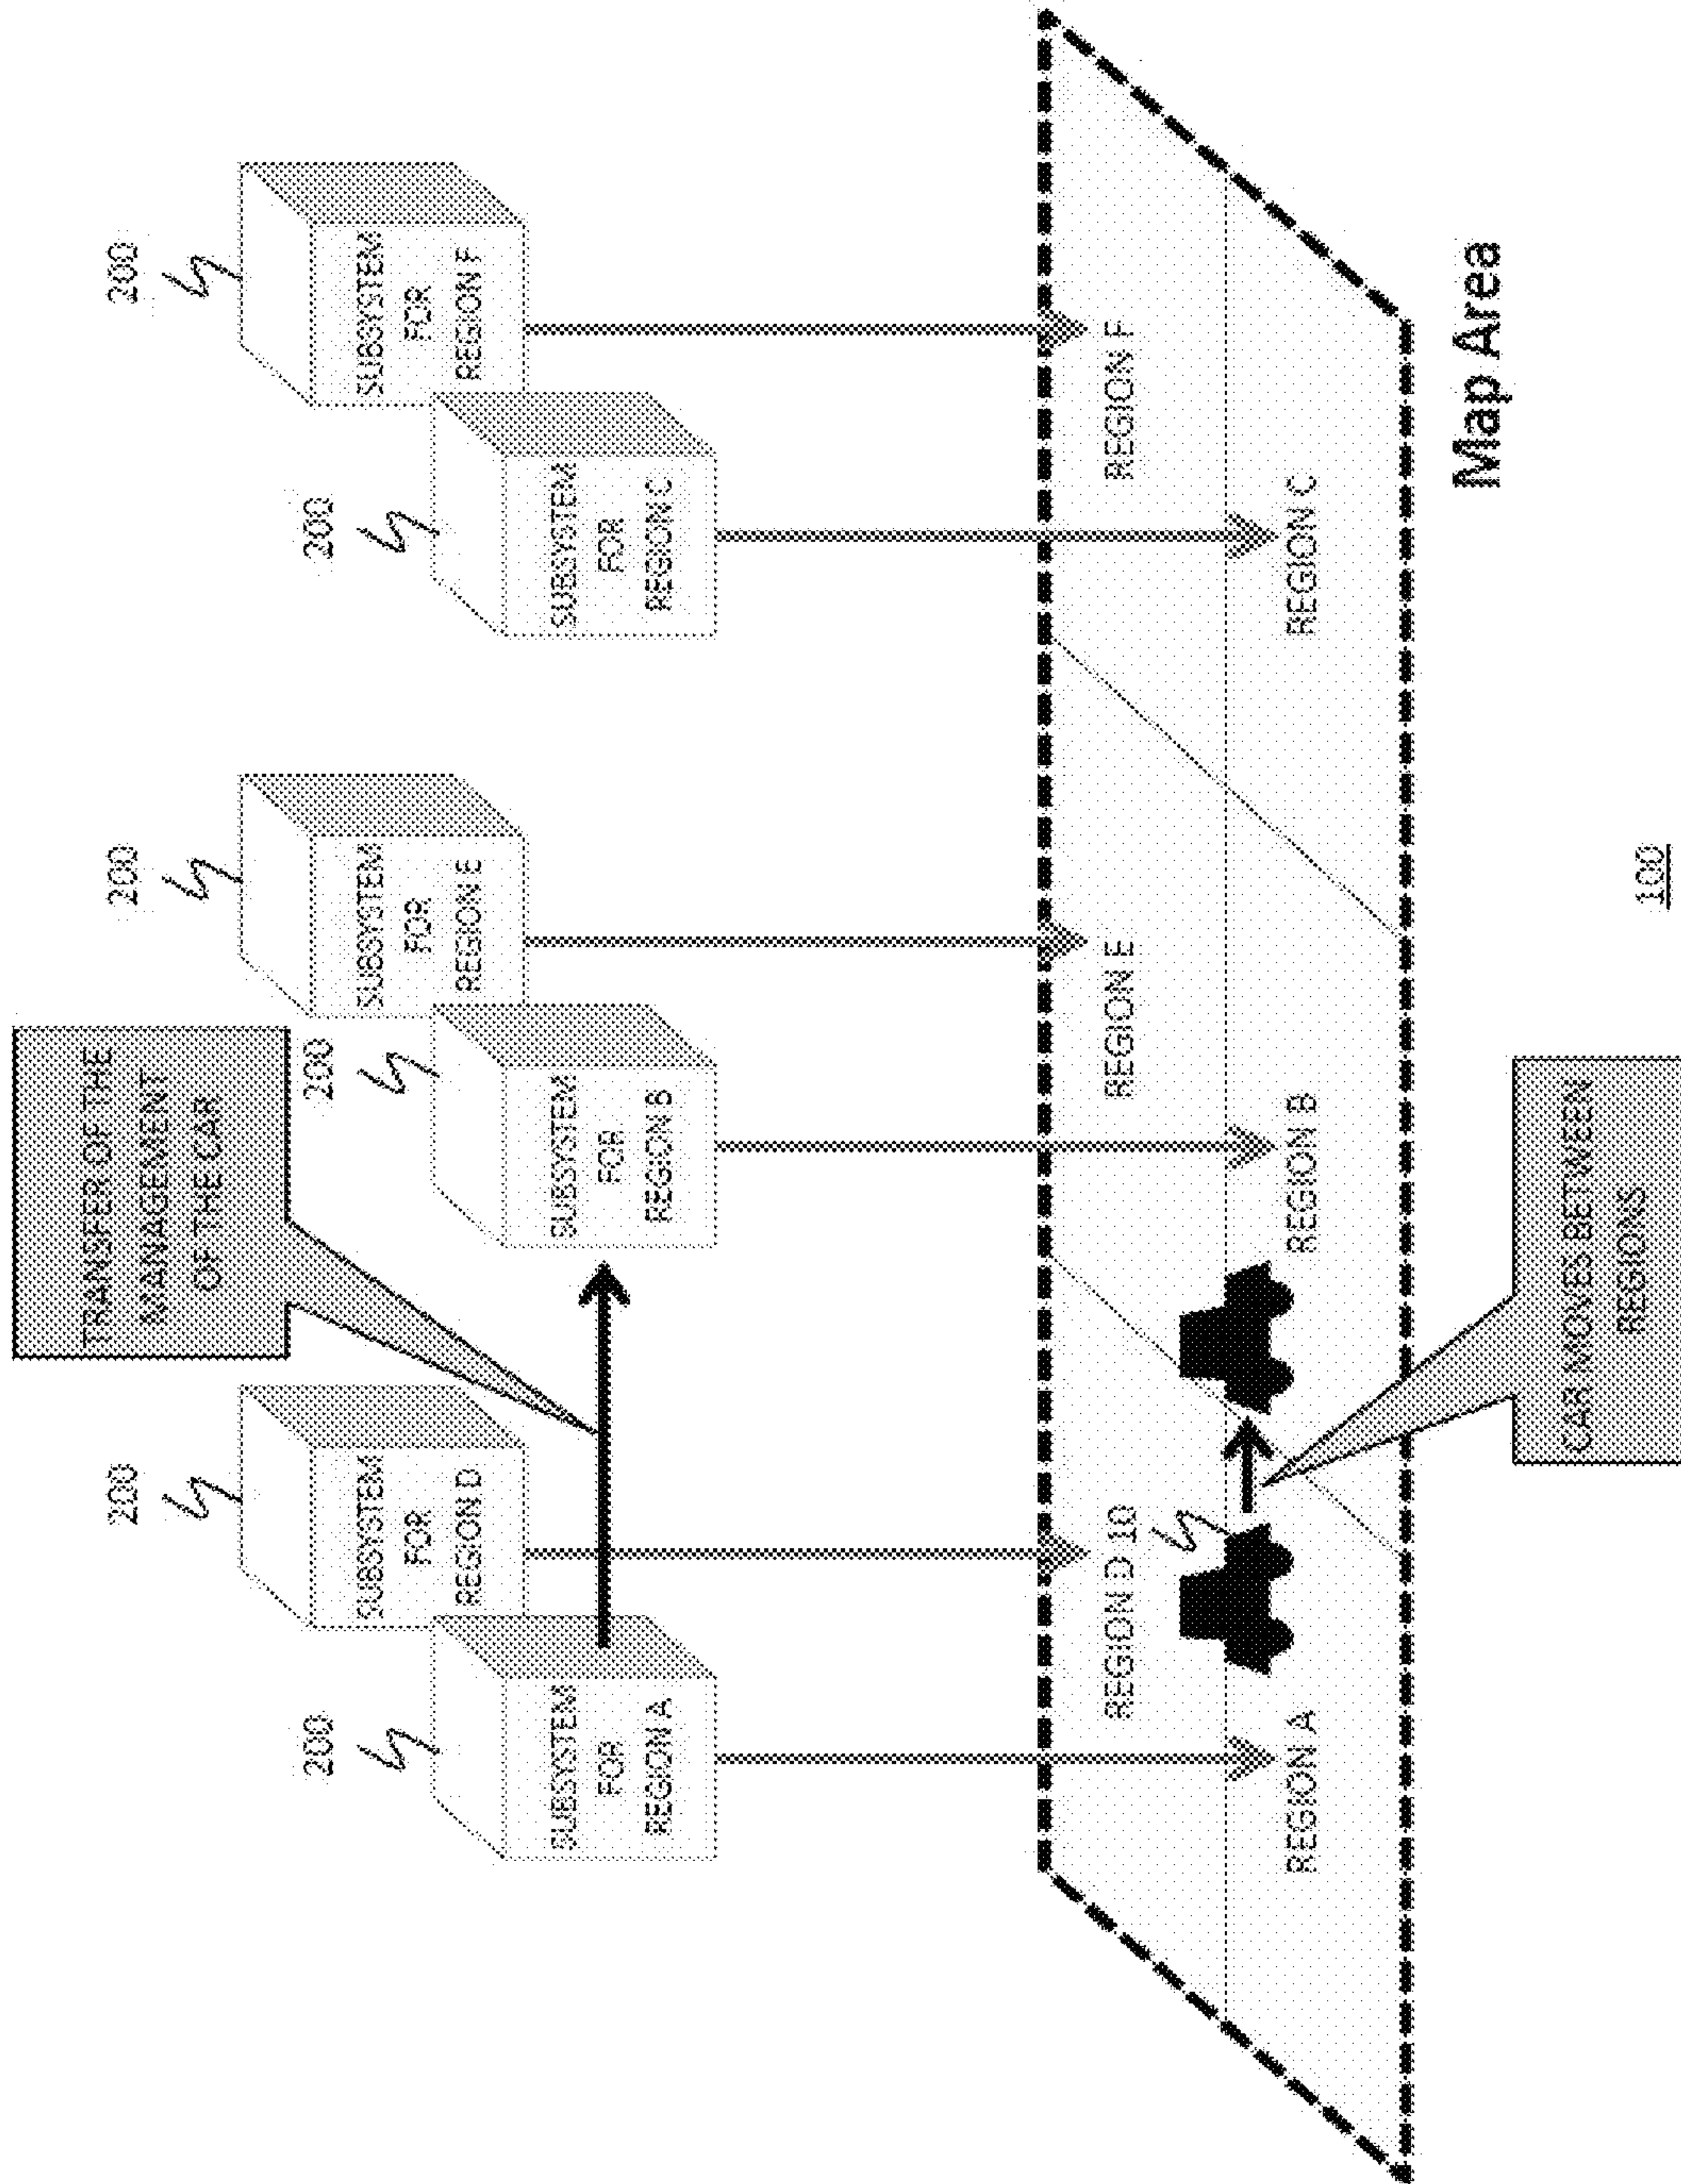 TRANSFER OF THE
MANAGEMENT
OF THE CAR
200
SUBSYSTEM
FOR
REGION D
200
SUBSYSTEM
FOR
REGION E
200
SUBSYSTEM
FOR
REGION F
200
SUBSYSTEM
FOR
REGION A
200
SUBSYSTEM
FOR
REGION B
200
SUBSYSTEM
FOR
REGION C
REGION D
10
REGION E
REGION F
REGION A
REGION B
REGION C
Map Area
CAR MOVES BETWEEN
REGIONS
100